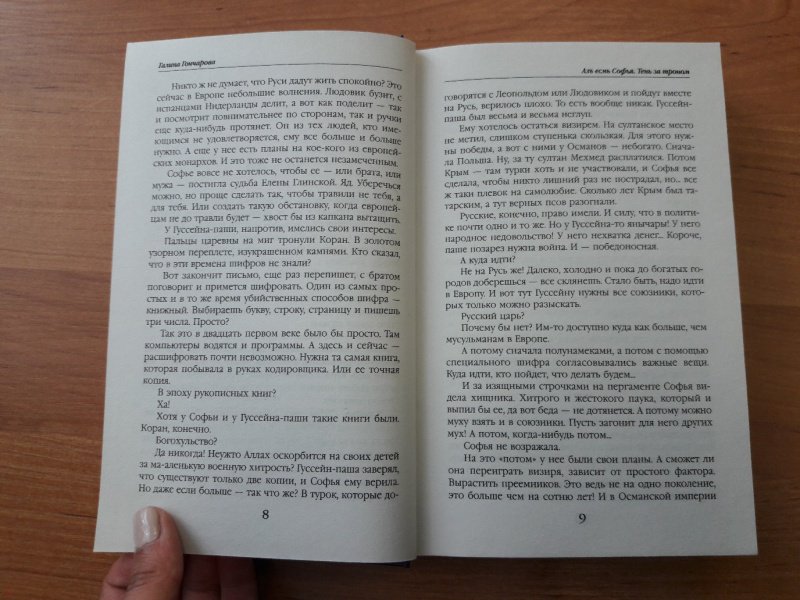 Галина Гончарова
Никто ж не думает, что Руси дадут жить спокойно? Это
сейчас в Европе небольшие волнения. Людовик бузит, с
испанцами Нидерланды делит, а вот как поделит — так
и посмотрит повнимательнее по сторонам, так и ручки
еще куда-нибудь протянет. Он из тех людей, кто име-
ющимся не удовлетворяется, ему все больше и больше
нужно. А еще у нее есть планы на кое-кого из европей-
ских монархов. И это тоже не останется незамеченным.
Софье вовсе не хотелось, чтобы ее — или брата, или
мужа — постигла судьба Елены Глинской. Яд. Уберечься
можно, но проще сделать так, чтобы травили не тебя, а
для тебя. Или создать такую обстановку, когда европей-
цам не до травли будет — хвост бы из капкана вытащить.
У Гуссейна-паши, напротив, имелись свои интересы.
Пальцы царевны на миг тронули Коран. В золотом
узорном переплете, изукрашенном камнями. Кто сказал,
что в эти времена шифров не знали?
Вот закончит письмо, еще раз перепишет, с братом
поговорит и примется шифровать. Один из самых про-
стых и в то же время убийственных способов шифра —
книжный. Выбираешь букву, строку, страницу и пишешь
три числа. Просто?
Так это в двадцать первом веке было бы просто. Там
компьютеры водятся и программы. А здесь и сейчас —
расшифровать почти невозможно. Нужна та самая книга,
которая побывала в руках кодировщика. Или ее точная
копия.
В эпоху рукописных книг?
Ха!
Хотя у Софьи и у Гуссейна-паши такие книги были.
Коран, конечно.
Богохульство?
Да никогда! Неужто Аллах оскорбится на своих детей
за ма-аленькую военную хитрость? Гуссейн-паша заверял,
что существуют только две копии, и Софья ему верила.
Но даже если больше — так что же? В турок, которые до-
8
Аль есмь Софья. Тень за троном
говорятся с Леопольдом или Людовиком и пойдут вместе
на Русь, верилось плохо. То есть вообще никак. Гуссейн-
паша был весьма и весьма неглуп.
Ему хотелось остаться визирем. На султанское место
не метил, слишком ступенька скользкая. Для этого нужны
победы, а вот с ними у Османов — небогато. Сна-
чала Польша. Ну, за ту султан Мехмед расплатился. Потом
Крым — там турки хоть и не участвовали, и Софья все
сделала, чтобы никто лишний раз не пострадал, но... все
ж таки плевок на самолюбие. Сколько лет Крым был та-
тарским, а тут верных псов разогнали.
Русские, конечно, право имели. И силу, что в полити-
ке почти одно и то же. Но у Гуссейна-то янычары! У него
народное недовольство! У него нехватка денег... Короче,
паше позарез нужна война. И — победоносная.
А куда идти?
Не на Русь же! Далеко, холодно и пока до богатых го-
родов доберешься — все склянешь. Стало быть, надо идти
в Европу. И вот тут Гуссейну нужны все союзники, кото-
рых только можно разыскать.
Русский царь?
Почему бы нет? Им-то доступно куда как больше, чем
мусульманам в Европе.
А потому сначала полунамеками, а потом с помощью
специального шифра согласовывались важные вещи.
Куда идти, кто пойдет, что делать будем...
И за изящными строчками на пергаменте Софья ви-
дела хищника. Хитрого и жестокого паука, который и
выпил бы ее, да вот беда — не дотянется. А потому можно
муху взять и в союзники. Пусть загонит для него других
мух! А потом, когда-нибудь потом...
Софья не возражала.
На это «потом» у нее были свои планы. А сможет ли
она переиграть визиря, зависит от простого фактора.
Вырастить преемников. Это ведь не на одно поколение,
это больше чем на сотню лет! И в Османской империи
9